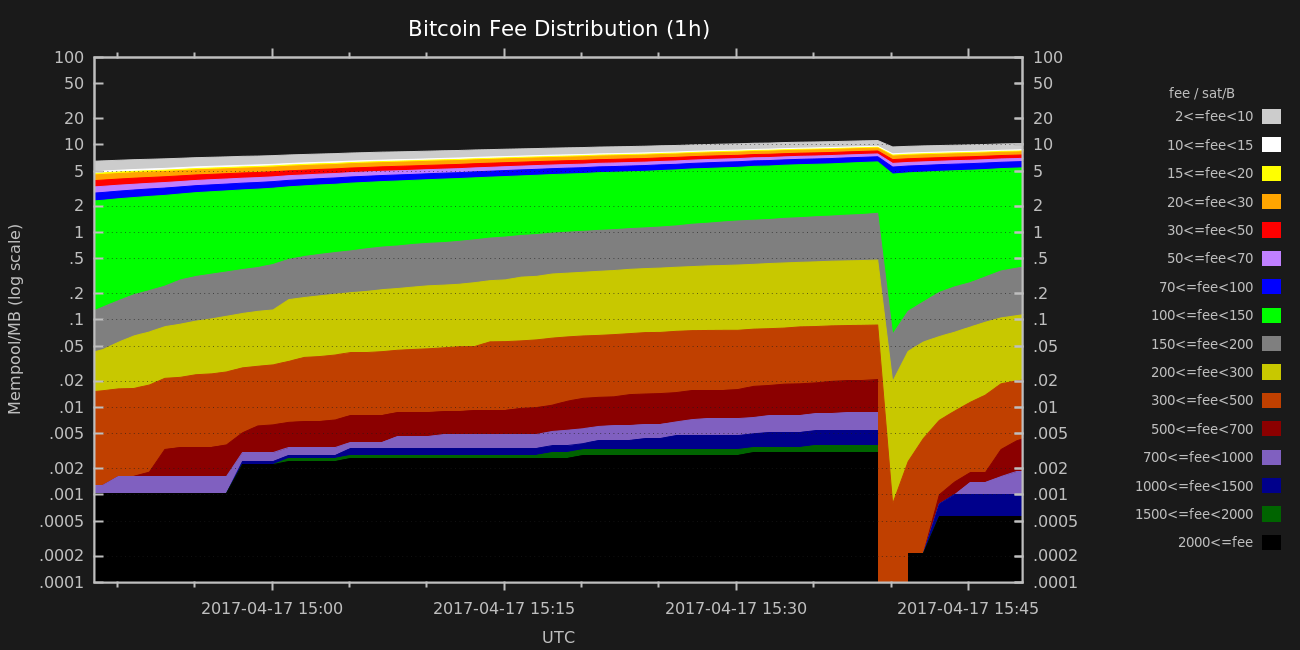 Bitcoin Fee Distribution (1h)
100
50
20
10
5
2
1
.5
.2
.1
.05
.02
.01
.005
.002
.001
.0005
.0002
.0001
Mempool/MB (log scale)
100
50
20
10
5
2
1
.5
.2
.1
.05
.02
.01
.005
.002
.001
.0005
.0002
.0001
2017-04-17 15:00
2017-04-17 15:15
2017-04-17 15:30
2017-04-17 15:45
UTC
fee / sat/B
2<=fee<10
10<=fee<15
15<=fee<20
20<=fee<30
30<=fee<50
50<=fee<70
70<=fee<100
100<=fee<150
150<=fee<200
200<=fee<300
300<=fee<500
500<=fee<700
700<=fee<1000
1000<=fee<1500
1500<=fee<2000
2000<=fee